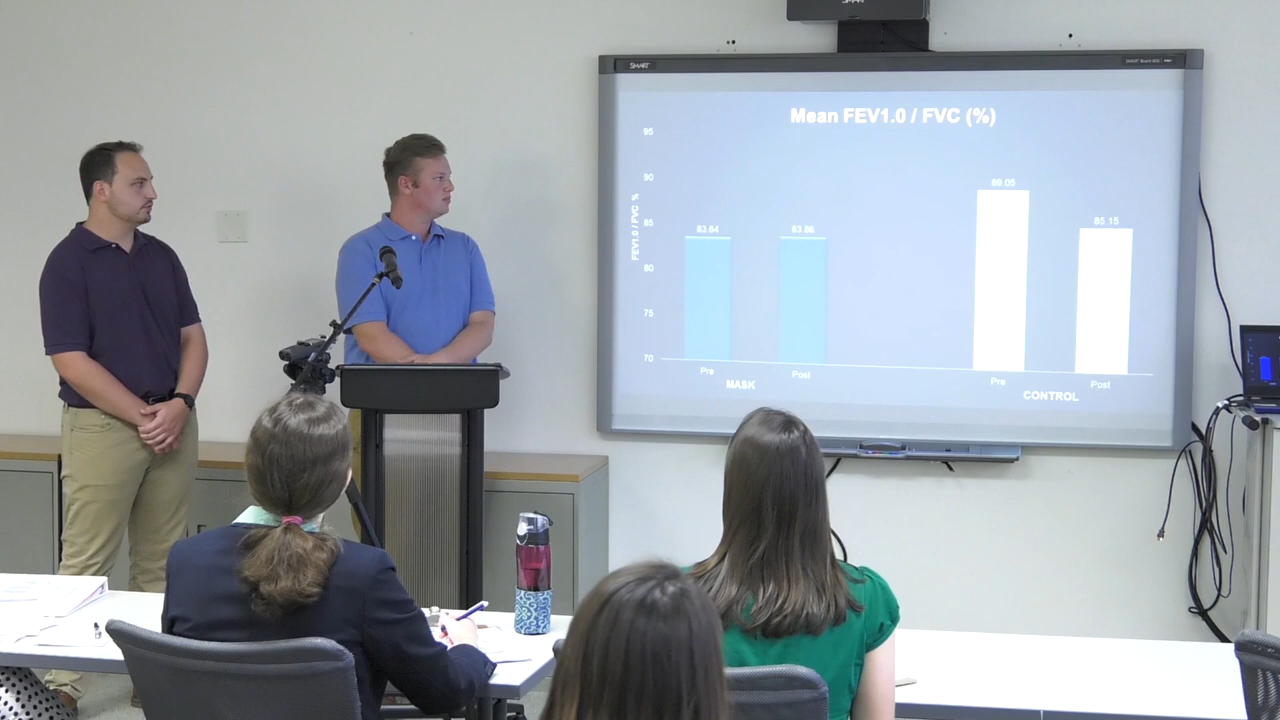 SMART
SMART
Mean FEV1.0 / FVC (%)
95
90
85
80
75
70
FEV1.0 / FVC %
83.64
83.86
89.05
85.15
Pre
Post
Pre
Post
MASK
CONTROL